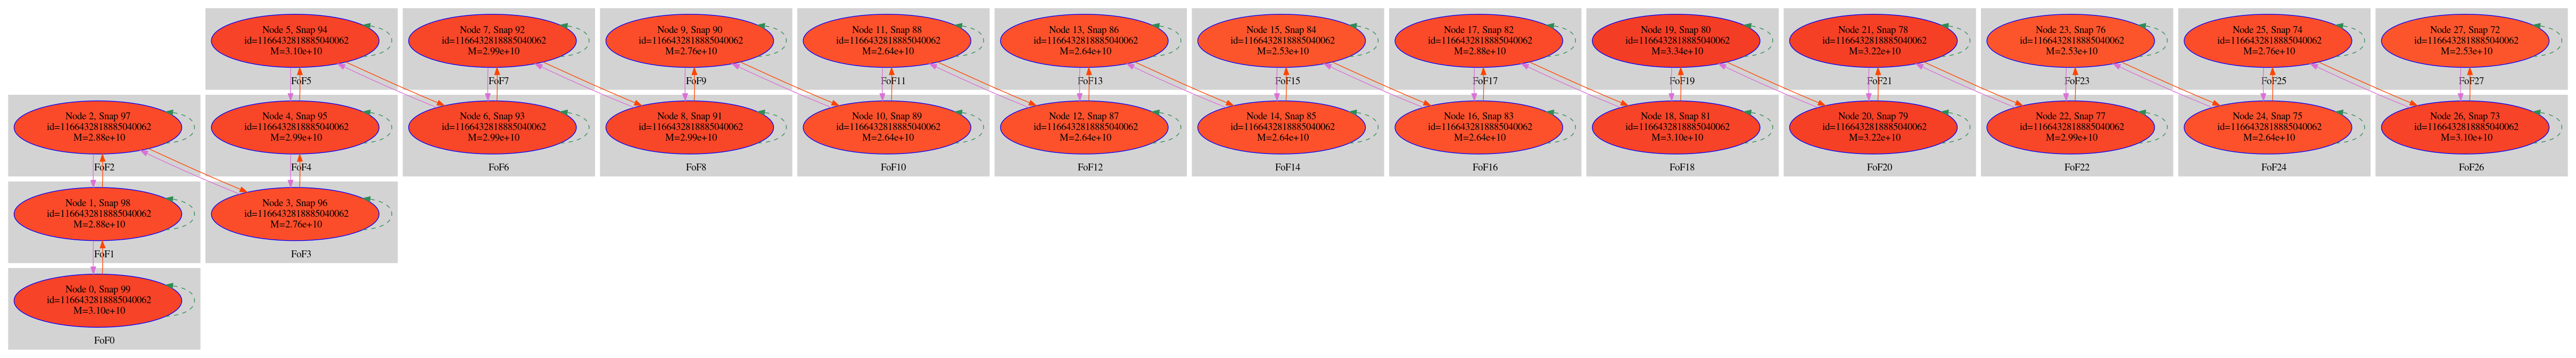 Node 5, Snap 94
id=1166432818885040062
M=3.10e+10
FoF5
Node 7, Snap 92
id=1166432818885040062
M=2.99e+10
FoF7
Node 9, Snap 90
id=1166432818885040062
M=2.76e+10
FoF9
Node 11, Snap 88
id=1166432818885040062
M=2.64e+10
FoF11
Node 13, Snap 86
id=1166432818885040062
M=2.64e+10
FoF13
Node 15, Snap 84
id=1166432818885040062
M=2.53e+10
FoF15
Node 17, Snap 82
id=1166432818885040062
M=2.88e+10
FoF17
Node 19, Snap 80
id=1166432818885040062
M=3.34e+10
FoF19
Node 21, Snap 78
id=1166432818885040062
M=3.22e+10
FoF21
Node 23, Snap 76
id=1166432818885040062
M=2.53e+10
FoF23
Node 25, Snap 74
id=1166432818885040062
M=2.76e+10
FoF25
Node 27, Snap 72
id=1166432818885040062
M=2.53e+10
FoF27
Node 2, Snap 97
id=1166432818885040062
M=2.88e+10
FoF2
Node 4, Snap 95
id=1166432818885040062
M=2.99e+10
FoF4
Node 6, Snap 93
id=1166432818885040062
M=2.99e+10
FoF6
Node 8, Snap 91
id=1166432818885040062
M=2.99e+10
FoF8
Node 10, Snap 89
id=1166432818885040062
M=2.64e+10
FoF10
Node 12, Snap 87
id=1166432818885040062
M=2.64e+10
FoF12
Node 14, Snap 85
id=1166432818885040062
M=2.64e+10
FoF14
Node 16, Snap 83
id=1166432818885040062
M=2.64e+10
FoF16
Node 18, Snap 81
id=1166432818885040062
M=3.10e+10
FoF18
Node 20, Snap 79
id=1166432818885040062
M=3.22e+10
FoF20
Node 22, Snap 77
id=1166432818885040062
M=2.99e+10
FoF22
Node 24, Snap 75
id=1166432818885040062
M=2.64e+10
FoF24
Node 26, Snap 73
id=1166432818885040062
M=3.10e+10
FoF26
Node 1, Snap 98
id=1166432818885040062
M=2.88e+10
FoF1
Node 3, Snap 96
id=1166432818885040062
M=2.76e+10
FoF3
Node 0, Snap 99
id=1166432818885040062
M=3.10e+10
FoF0